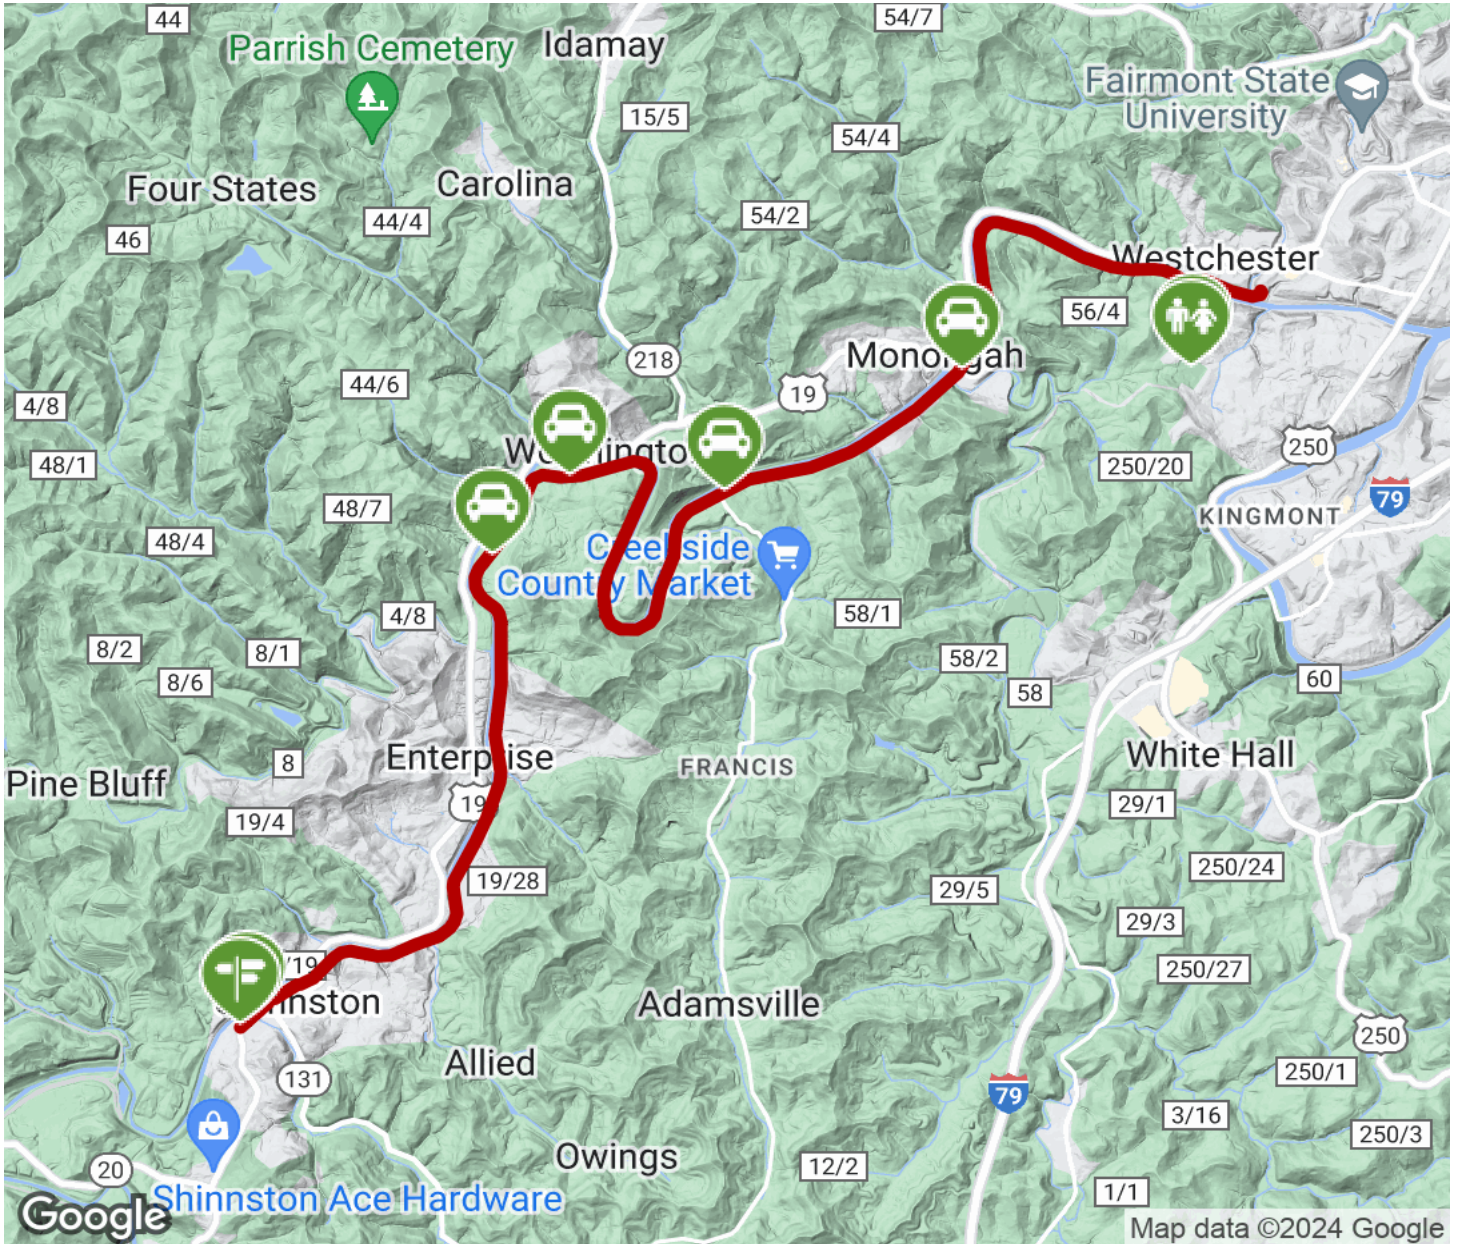 44
54/7
Parrish Cemetery
Idamay
Fairmont State
University
15/5
54/4
Four States
Carolina
44/4
54/2
46
Westchester
56/4
218
Monongah
44/6
19
4/8
250
48/1
250/20
79
48/7
KINGMONT
48/4
Creekside
Country Market
4/8
58/1
8/2
8/1
58/2
8/6
60
58
Enterprise
White Hall
FRANCIS
8
Pine Bluff
19
29/1
19/4
250/24
19/28
29/5
29/3
/19
250/27
Adamsville
250
Allied
250/1
131
79
3/16
250/3
Owings
12/2
20
1/1
Shinnston Ace Hardware
Google
Map data ©2024 Google